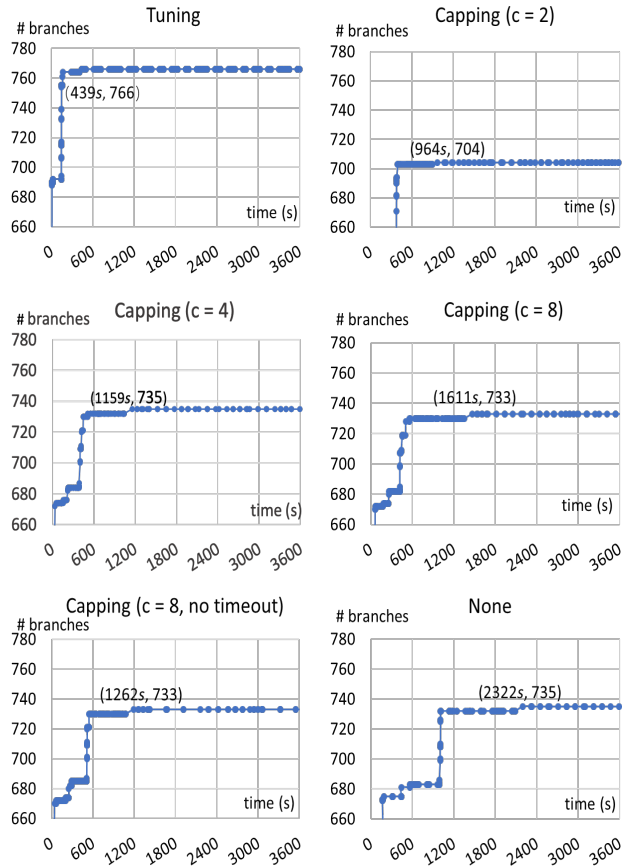 Tuning
# branches
780
760
740
720
700
680
660
(439s, 766)
time (s)
0 600 1200 1800 2400 3000 3600
Capping (c = 2)
# branches
780
760
740
720
700
680
660
(964s, 704)
time (s)
0 600 1200 1800 2400 3000 3600
Capping (c = 4)
# branches
780
760
740
720
700
680
660
(1159s, 735)
time (s)
0 600 1200 1800 2400 3000 3600
Capping (c = 8)
# branches
780
760
740
720
700
680
660
(1611s, 733)
time (s)
0 600 1200 1800 2400 3000 3600
Capping (c = 8, no timeout)
# branches
780
760
740
720
700
680
660
(1262s, 733)
time (s)
0 600 1200 1800 2400 3000 3600
None
# branches
780
760
740
720
700
680
660
(2322s, 735)
time (s)
0 600 1200 1800 2400 3000 3600